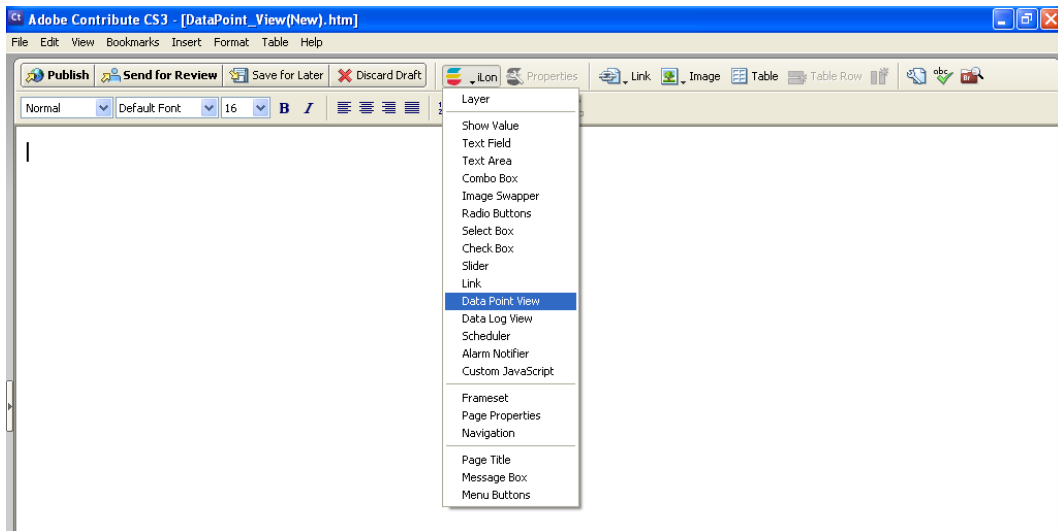 Ct Adobe Contribute CS3 - [DataPoint_View(New).htm]
File Edit View Bookmarks Insert Format Table Help
Publish Send for Review Save for Later Discard Draft iLon Properties Link Image Table Table Row abc
Normal Default Font 16 B I
Layer
Show Value
Text Field
Text Area
Combo Box
Image Swapper
Radio Buttons
Select Box
Check Box
Slider
Link
Data Point View
Data Log View
Scheduler
Alarm Notifier
Custom JavaScript
Frameset
Page Properties
Navigation
Page Title
Message Box
Menu Buttons